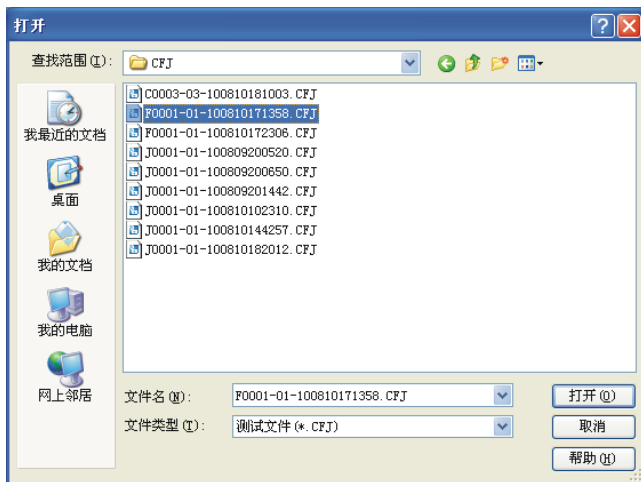 打开
查找范围(I): CFJ
我最近的文档
桌面
我的文档
我的电脑
网上邻居
C0003-03-100810181003.CFJ
F0001-01-100810171358.CFJ
F0001-01-100810172306.CFJ
J0001-01-100809200520.CFJ
J0001-01-100809200650.CFJ
J0001-01-100809201442.CFJ
J0001-01-100810102310.CFJ
J0001-01-100810144257.CFJ
J0001-01-100810182012.CFJ
文件名(N): F0001-01-100810171358.CFJ 打开(O)
文件类型(T): 测试文件(*.CFJ) 取消
帮助(H)